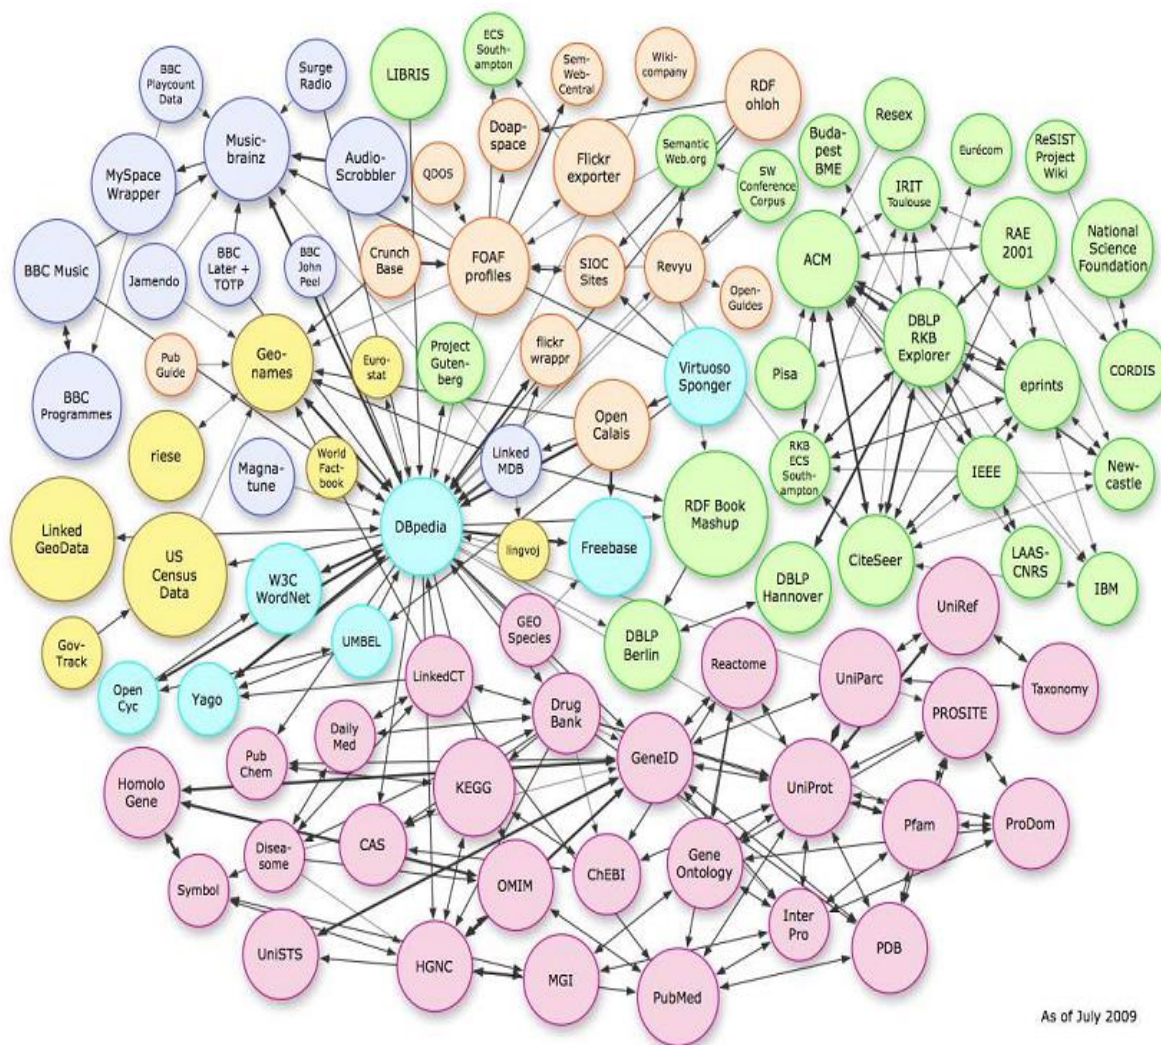 BBC
Playcount
Data
Surge
Radio
LIBRIS
ECS
South-
ampton
Sem-
Web-
Central
Wiki-
company
RDF
ohloh
Music-
brainz
Audio-
Scrobbler
Doap-
space
Flickr
exporter
Semantic
Web.org
Buda-
pest
BME
Resex
Eurécom
ReSIST
Project
Wiki
MySpace
Wrapper
QDOS
SW
Conference
Corpus
IRIT
Toulouse
BBC Music
Jamendo
BBC
Later +
TOTP
BBC
John
Peel
Crunch
Base
FOAF
profiles
SIOC
Sites
Revyu
Open-
Guides
ACM
RAE
2001
National
Science
Foundation
DBLP
RKB
Explorer
Pub
Guide
Geo-
names
Euro-
stat
Project
Guten-
berg
flickr
wrappr
Virtuoso
Sponger
Pisa
eprints
CORDIS
BBC
Programmes
riese
Magna-
tune
World
Fact-
book
Linked
MDB
Open
Calais
RKB
ECS
South-
ampton
IEEE
New-
castle
Linked
GeoData
US
Census
Data
W3C
WordNet
DBpedia
lingvoj
Freebase
RDF Book
Mashup
DBLP
Hannover
CiteSeer
LAAS-
CNRS
IBM
Gov-
Track
Open
Cyc
Yago
UMBEL
LinkedCT
GEO
Species
DBLP
Berlin
Reactome
UniParc
UniRef
Taxonomy
PROSITE
Daily
Med
Drug
Bank
Pub
Chem
Homolo
Gene
KEGG
GeneID
UniProt
Pfam
ProDom
Disea-
some
CAS
Symbol
OMIM
ChEBI
Gene
Ontology
Inter
Pro
UniSTS
HGNC
MGI
PubMed
PDB
As of July 2009